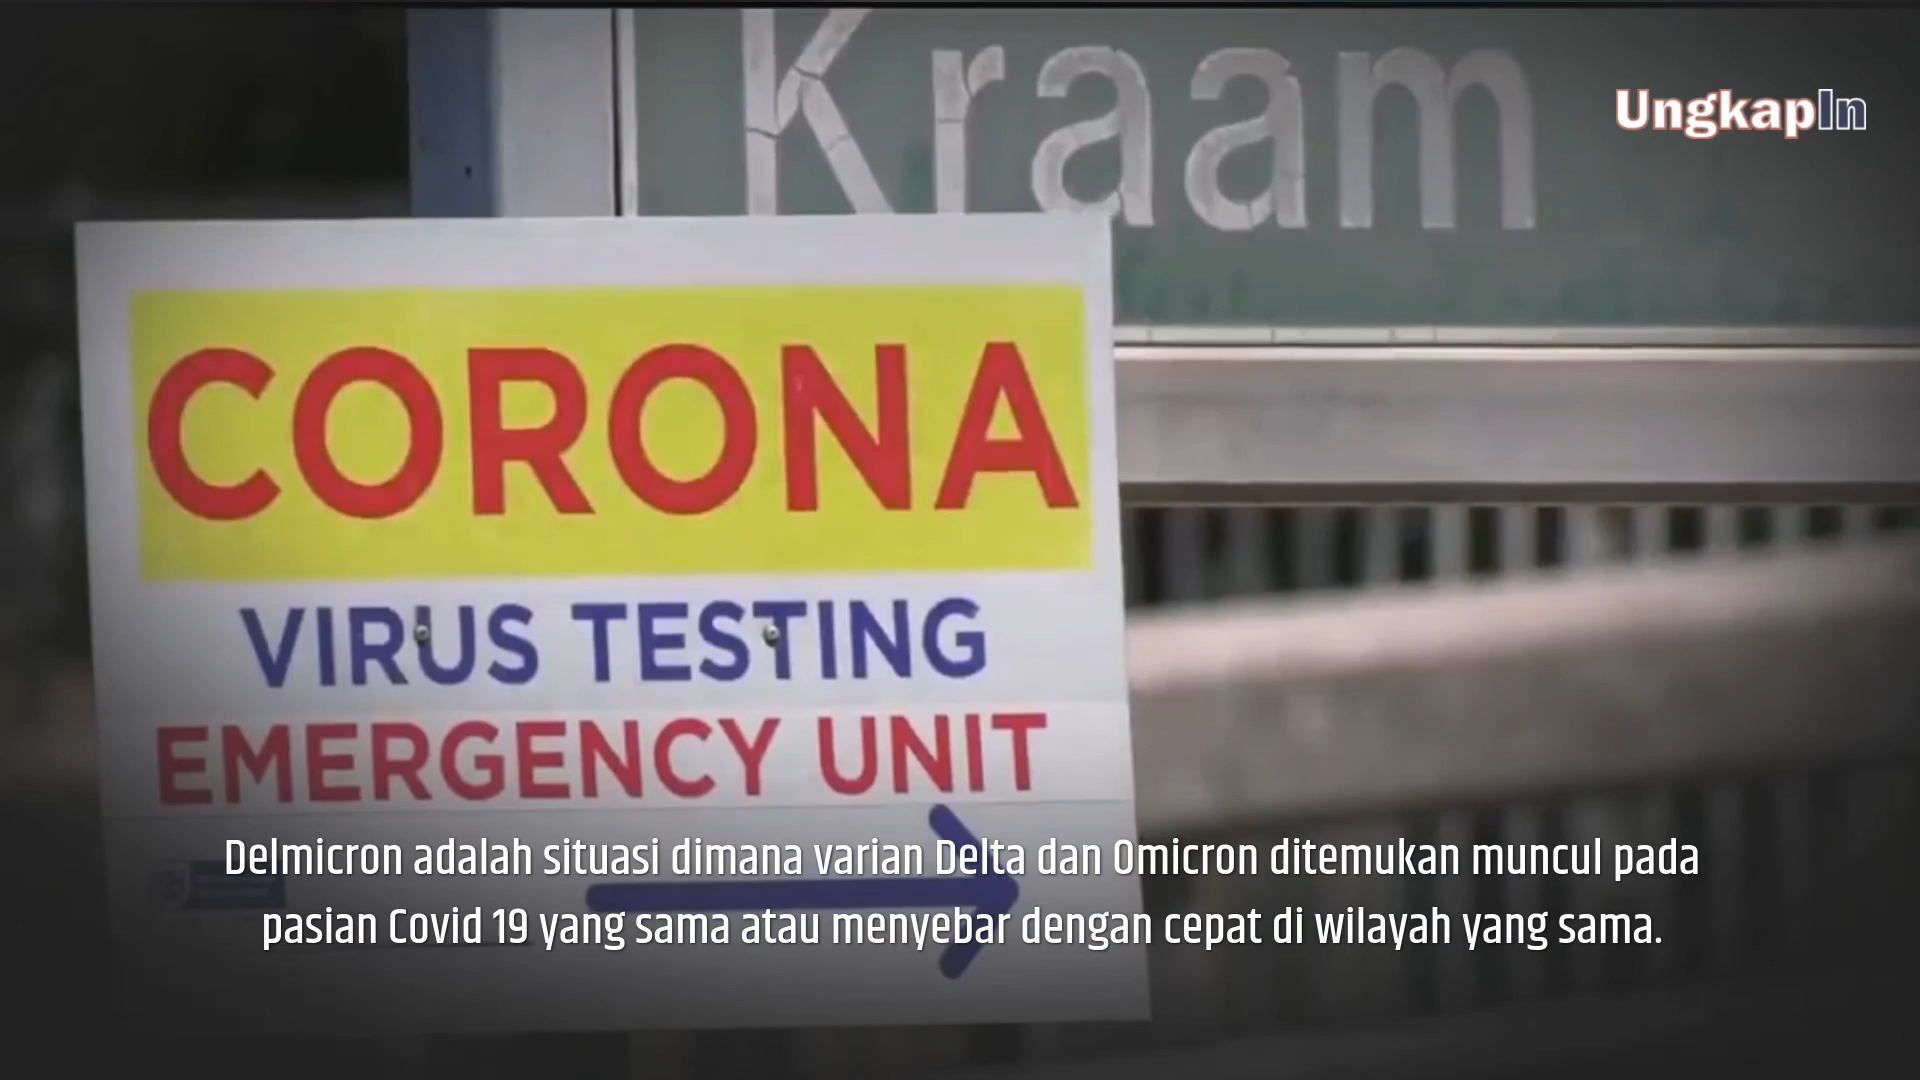 Kraam
UngkapIn
CORONA
VIRUS TESTING
EMERGENCY UNIT
Delmicron adalah situasi dimana varian Delta dan Omicron ditemukan muncul pada
pasian Covid 19 yang sama atau menyebar dengan cepat di wilayah yang sama.